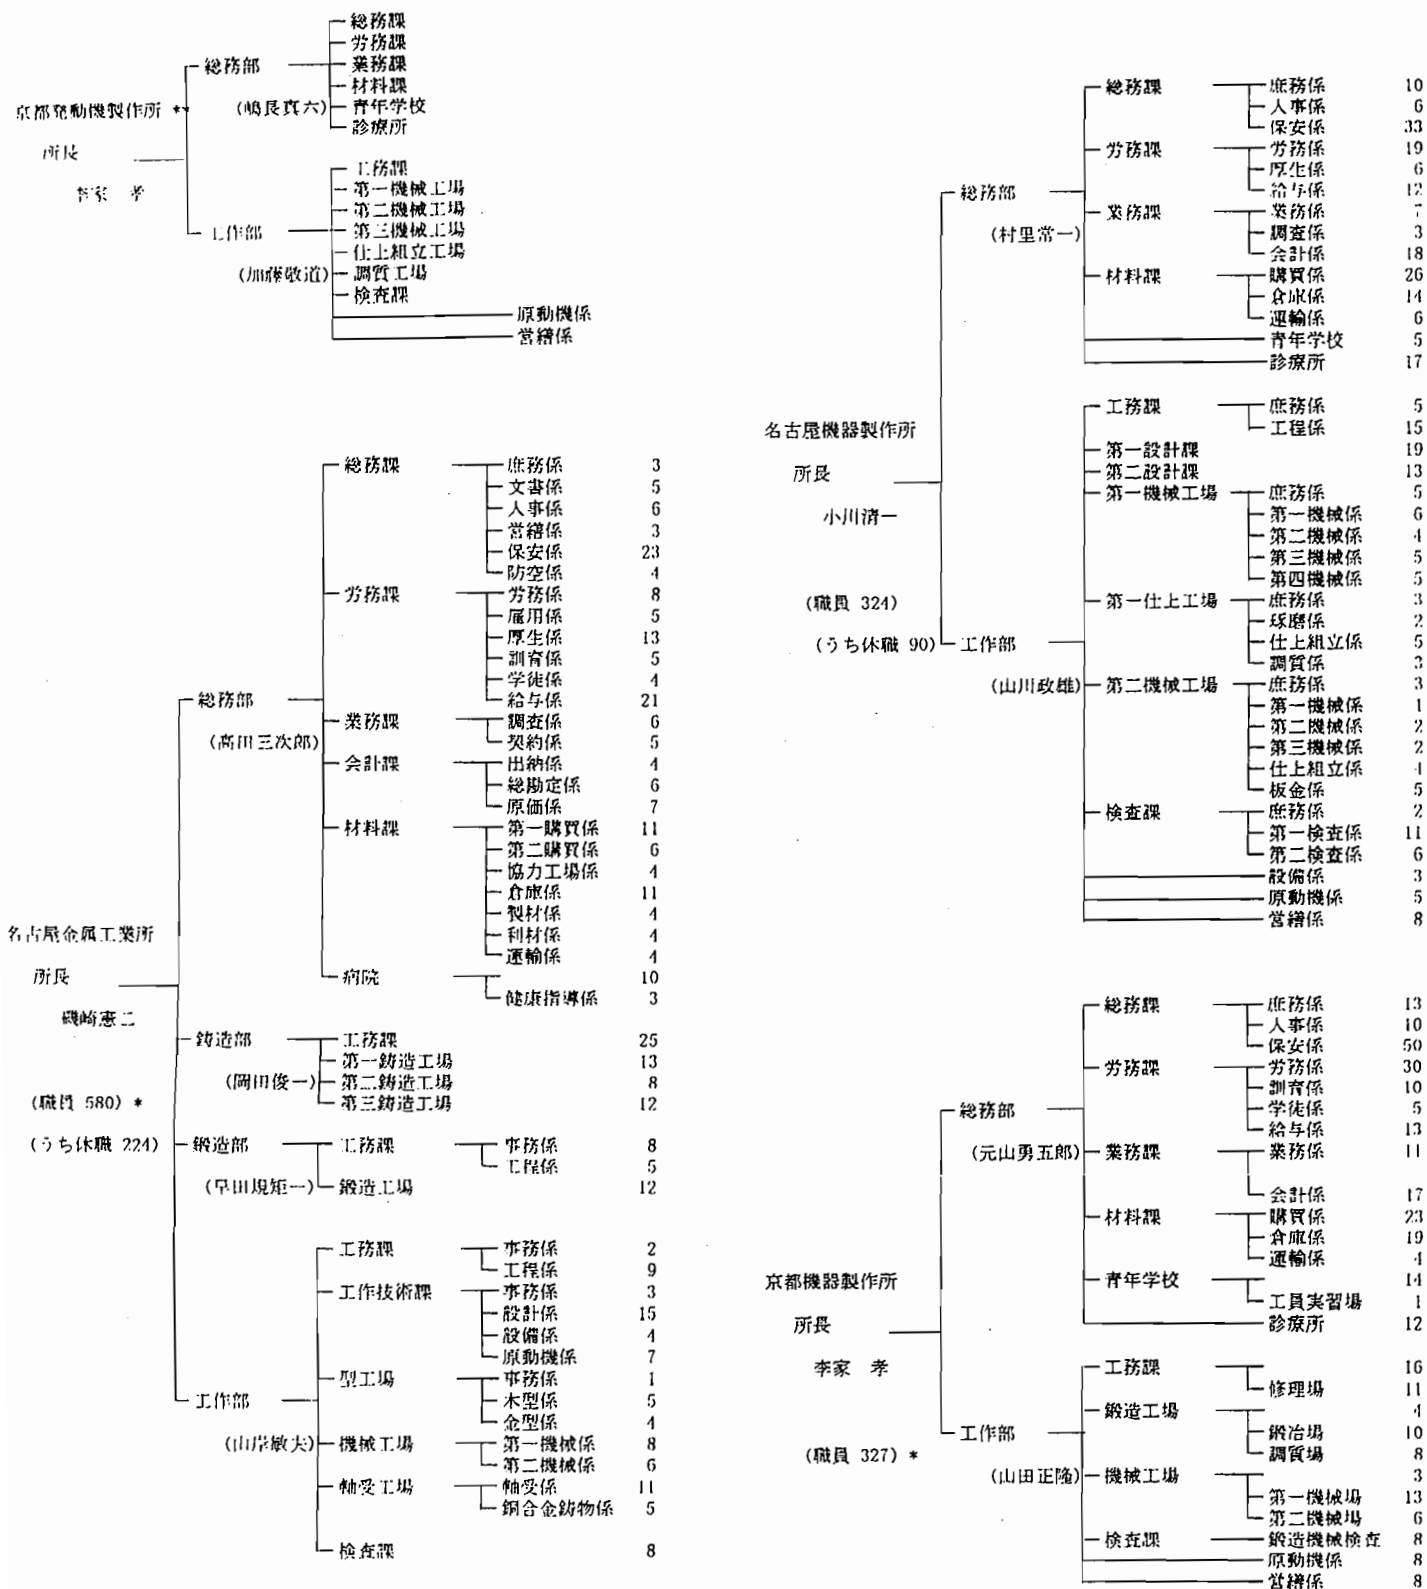 総務課
労務課
総務部 業務課
材料課
京都発動機製作所 ** (嶋長真六) 青年学校
診療所
所長
李家 孝
工務課
第一機械工場
第二機械工場
工作部 第三機械工場
仕上組立工場
(加藤敬道) 調質工場
検査課
原動機係
営繕係
総務課 庶務係 3
文書係 5
人事係 6
営繕係 3
保安係 23
防空係 4
労務課 労務係 8
雇用係 5
厚生係 13
訓育係 5
学徒係 4
総務部 給与係 21
業務課 調査係 6
(高田三次郎) 契約係 5
会計課 出納係 4
総勘定係 6
原価係 7
材料課 第一購買係 11
第二購買係 6
協力工場係 4
倉庫係 11
製材係 4
名古屋金属工業所 利材係 4
運輸係 4
所長 病院 10
健康指導係 3
磯崎憲二
鋳造部 工務課 25
第一鋳造工場 13
(岡田俊一) 第二鋳造工場 8
(職員 580) * 第三鋳造工場 12
(うち休職 224) 鍛造部 工務課 事務係 8
工程係 5
(早田規矩一) 鍛造工場 12
工務課 事務係 2
工程係 9
工作技術課 事務係 3
設計係 15
設備係 4
原動機係 7
型工場 事務係 1
工作部 木型係 5
金型係 4
(山岸敏夫) 機械工場 第一機械係 8
第二機械係 6
軸受工場 軸受係 11
銅合金鋳物係 5
検査課 8
総務課 庶務係 10
人事係 6
保安係 33
労務課 労務係 19
厚生係 6
総務部 給与係 12
業務課 業務係
(村里常一) 調査係 3
会計係 18
材料課 購買係 26
倉庫係 14
運輸係 6
青年学校 5
診療所 17
工務課 庶務係 5
名古屋機器製作所 工程係 15
第一設計課 19
所長 第二設計課 13
第一機械工場 庶務係 5
小川清一 第一機械係 6
第二機械係 4
第三機械係 5
第四機械係 5
(職員 324) 第一仕上工場 庶務係 3
琢磨係 2
(うち休職 90) 工作部 仕上組立係 5
調質係 3
(山川政雄) 第二機械工場 庶務係 3
第一機械係 1
第二機械係 2
第三機械係 2
仕上組立係 4
板金係 5
検査課 庶務係 2
第一検査係 11
第二検査係 6
設備係 3
原動機係 5
営繕係 8
総務課 庶務係 13
人事係 10
保安係 50
労務課 労務係 30
訓育係 10
総務部 学徒係 5
給与係 13
(元山勇五郎) 業務課 業務係 11
会計係 17
材料課 購買係 23
倉庫係 19
運輸係 4
京都機器製作所 青年学校 14
工員実習場 1
所長 診療所 12
李家 孝 工務課 16
修理場 11
鍛造工場 4
工作部 鍛冶場 10
(職員 327) * 調質場 8
(山田正隆) 機械工場 3
第一機械場 13
第二機械場 6
検査課 鍛造機械検査 8
原動機係 8
営繕係 8